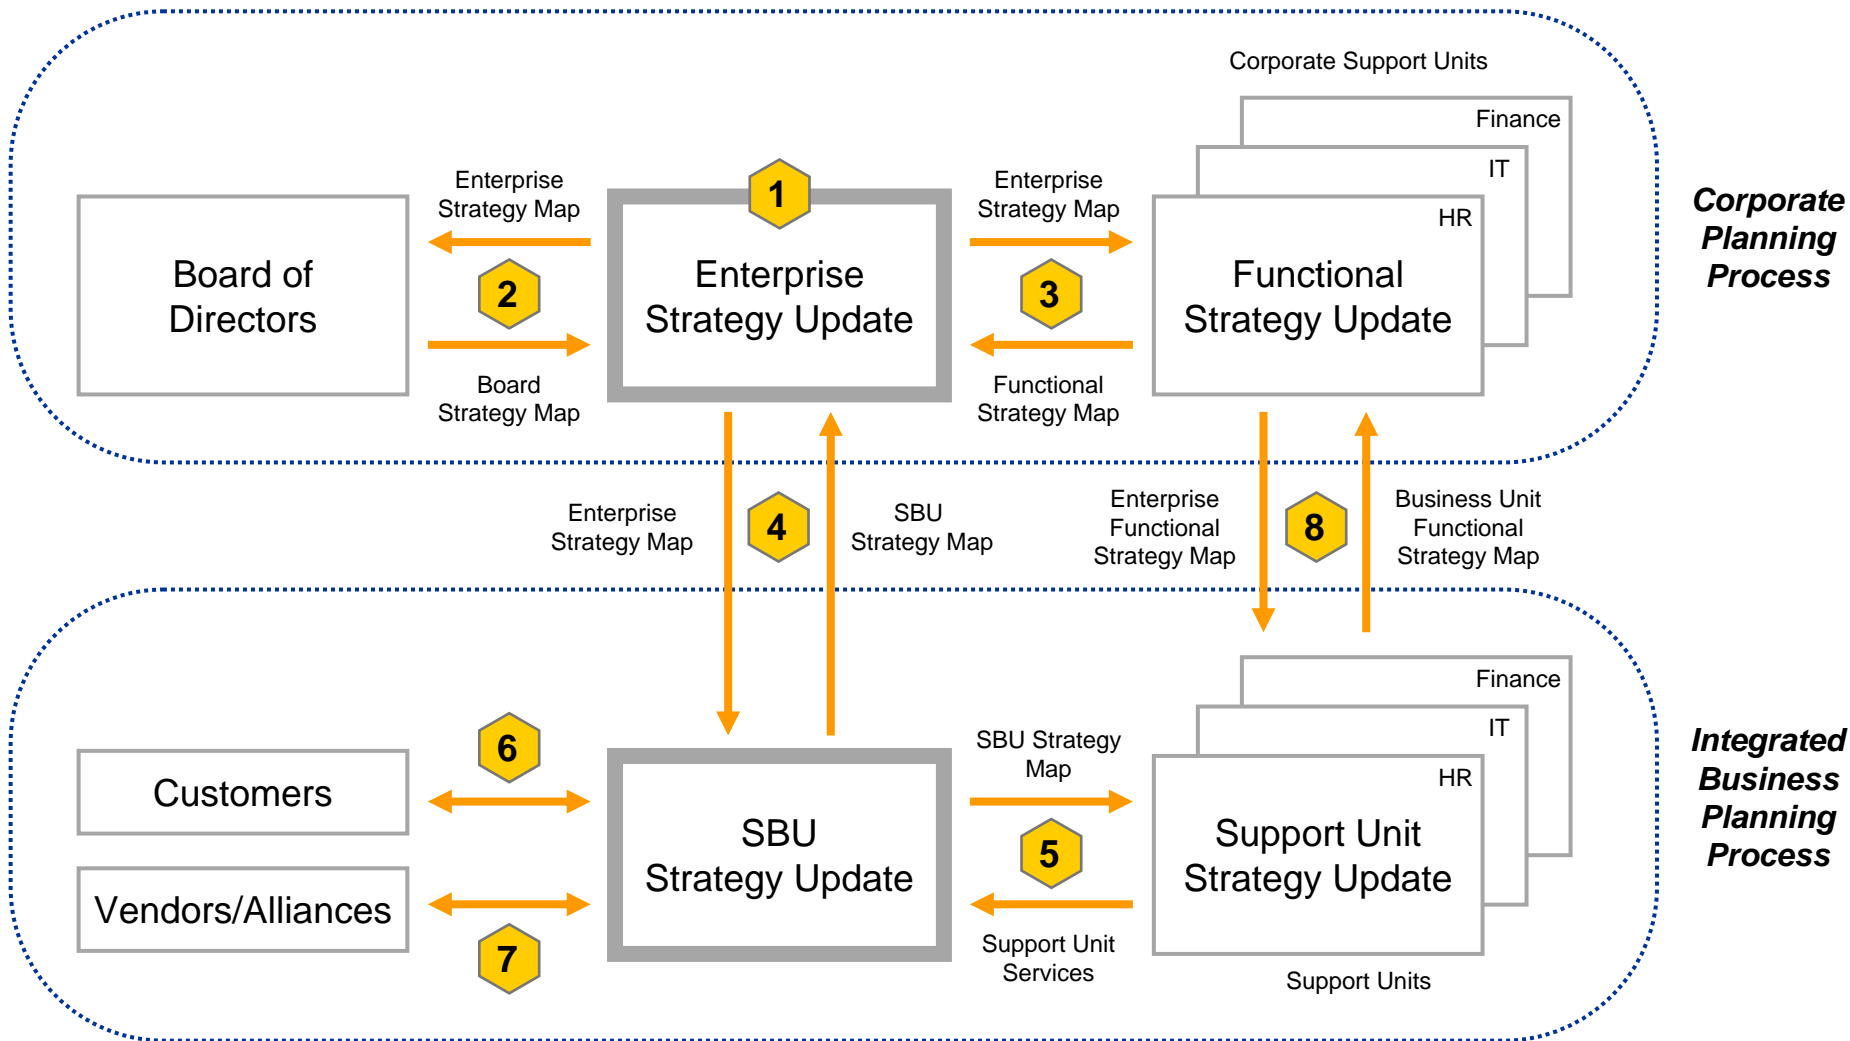 Corporate Support Units
Finance
IT
HR
Enterprise
Strategy Map
1
Enterprise
Strategy Map
Board of
Directors
2
Enterprise
Strategy Update
3
Functional
Strategy Update
Board
Strategy Map
Functional
Strategy Map
Corporate
Planning
Process
Enterprise
Strategy Map
4
SBU
Strategy Map
Enterprise
Functional
Strategy Map
8
Business Unit
Functional
Strategy Map
Finance
IT
HR
6
Customers
SBU Strategy
Map
SBU
Strategy Update
5
Support Unit
Strategy Update
Vendors/Alliances
7
Support Unit
Services
Support Units
Integrated
Business
Planning
Process